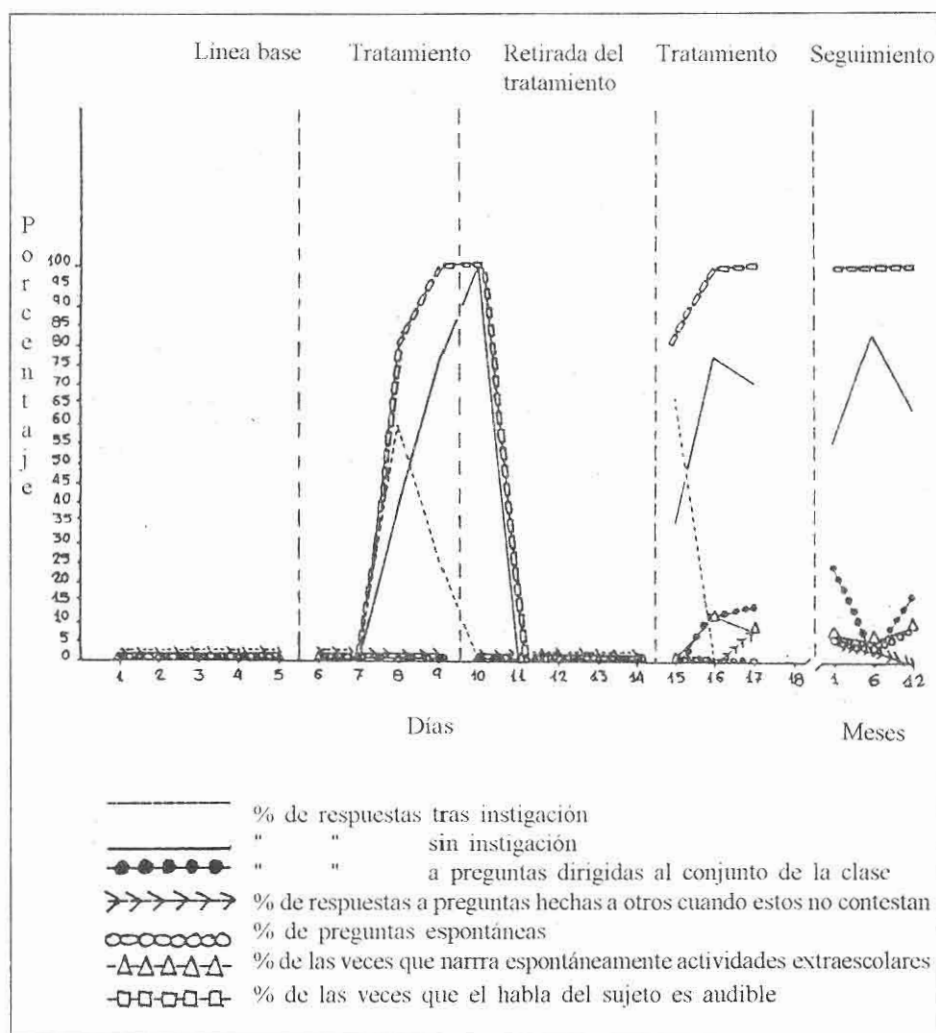 Línea base Tratamiento Retirada del tratamiento Tratamiento Seguimiento
Porcentaje
100
95
90
85
80
75
70
65
60
55
50
45
40
35
30
25
20
15
10
5
0
1 2 3 4 5 6 7 8 9 10 11 12 13 14 15 16 17 18 1 6 12
Días Meses
% de respuestas tras instigación
" " sin instigación
" " a preguntas dirigidas al conjunto de la clase
% de respuestas a preguntas hechas a otros cuando estos no contestan
% de preguntas espontáneas
% de las veces que narrra espontáneamente actividades extraescolares
% de las veces que el habla del sujeto es audible